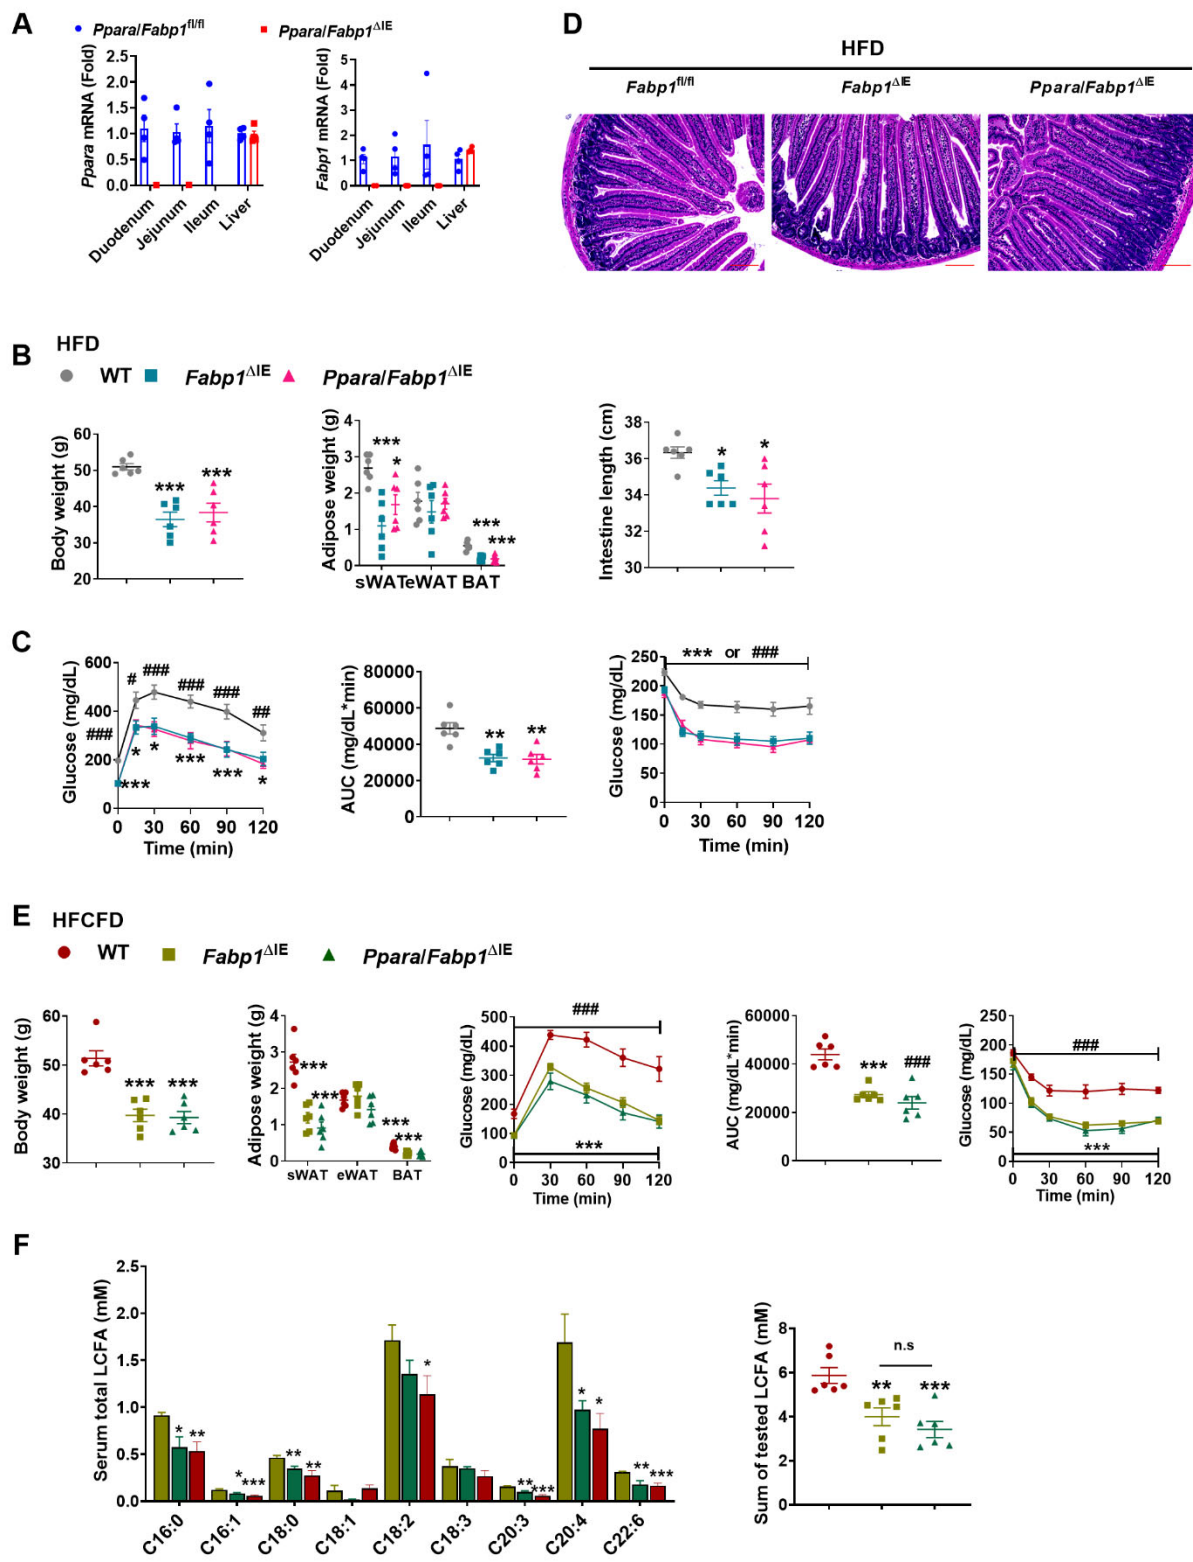 A
Ppara/Fabp1fl/fl
Ppara/Fabp1ΔIE
Ppara mRNA (Fold)
2.5
2.0
1.5
1.0
0.5
0.0
Duodenum
Jejunum
Ileum
Liver
Fabp1 mRNA (Fold)
5
4
3
2
1
0
Duodenum
Jejunum
Ileum
Liver
D
HFD
Fabp1fl/fl
Fabp1ΔIE
Ppara/Fabp1ΔIE
B
HFD
WT
Fabp1ΔIE
Ppara/Fabp1ΔIE
Body weight (g)
60
50
40
30
20
***
***
Adipose weight (g)
4
3
2
1
0
***
*
***
***
sWAT
eWAT
BAT
Intestine length (cm)
38
36
34
32
30
*
*
C
Glucose (mg/dL)
600
400
200
0
###
#
###
###
###
##
***
*
*
***
***
*
0 30 60 90 120
Time (min)
AUC (mg/dL*min)
80000
60000
40000
20000
0
**
**
Glucose (mg/dL)
250
200
150
100
50
0
*** or ###
0 30 60 90 120
Time (min)
E
HFCFD
WT
Fabp1ΔIE
Ppara/Fabp1ΔIE
Body weight (g)
60
50
40
30
***
***
Adipose weight (g)
4
3
2
1
0
***
***
***
***
sWAT
eWAT
BAT
Glucose (mg/dL)
500
400
300
200
100
0
###
***
0 30 60 90 120
Time (min)
AUC (mg/dL*min)
60000
40000
20000
0
***
###
Glucose (mg/dL)
250
200
150
100
50
0
###
***
0 30 60 90 120
Time (min)
F
Serum total LCFA (mM)
2.5
2.0
1.5
1.0
0.5
0.0
*
**
*
***
**
**
*
**
***
*
*
**
***
C16:0
C16:1
C18:0
C18:1
C18:2
C18:3
C20:3
C20:4
C22:6
Sum of tested LCFA (mM)
8
6
4
2
0
n.s
**
***